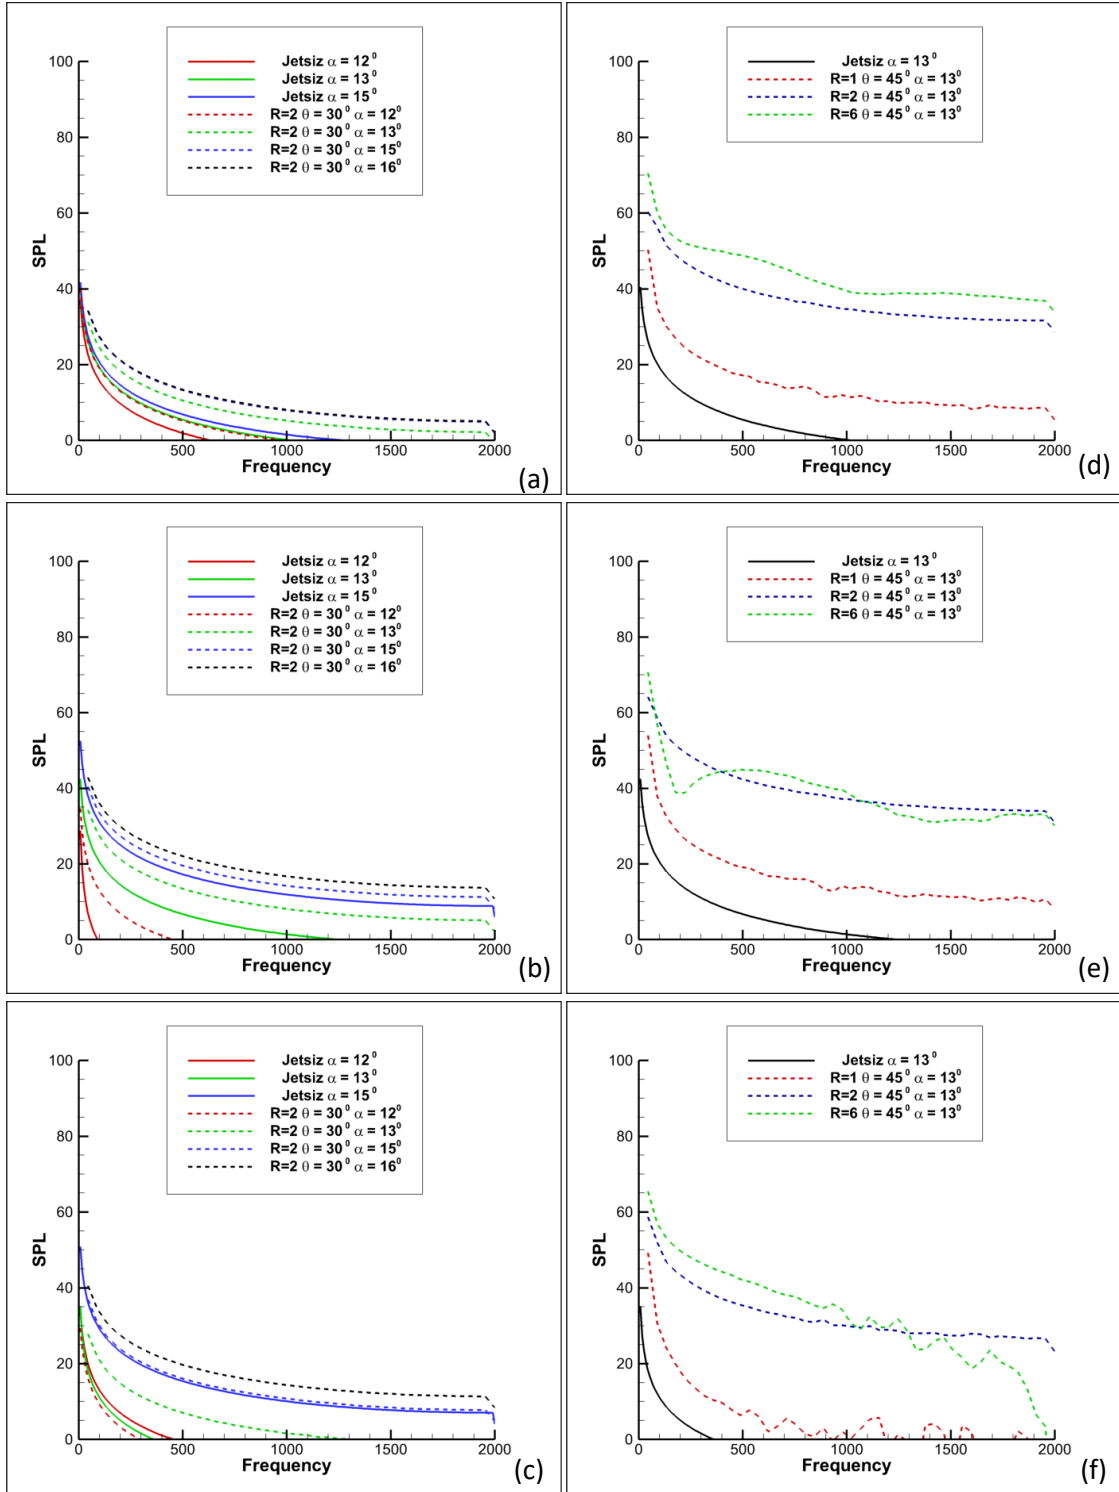 Jetsiz α = 12⁰
Jetsiz α = 13⁰
Jetsiz α = 15⁰
R=2 θ = 30⁰ α = 12⁰
R=2 θ = 30⁰ α = 13⁰
R=2 θ = 30⁰ α = 15⁰
R=2 θ = 30⁰ α = 16⁰
100
80
60
40
20
0
SPL
0 500 1000 1500 2000
Frequency
(a)
Jetsiz α = 13⁰
R=1 θ = 45⁰ α = 13⁰
R=2 θ = 45⁰ α = 13⁰
R=6 θ = 45⁰ α = 13⁰
100
80
60
40
20
0
SPL
0 500 1000 1500 2000
Frequency
(d)
Jetsiz α = 12⁰
Jetsiz α = 13⁰
Jetsiz α = 15⁰
R=2 θ = 30⁰ α = 12⁰
R=2 θ = 30⁰ α = 13⁰
R=2 θ = 30⁰ α = 15⁰
R=2 θ = 30⁰ α = 16⁰
100
80
60
40
20
0
SPL
0 500 1000 1500 2000
Frequency
(b)
Jetsiz α = 13⁰
R=1 θ = 45⁰ α = 13⁰
R=2 θ = 45⁰ α = 13⁰
R=6 θ = 45⁰ α = 13⁰
100
80
60
40
20
0
SPL
0 500 1000 1500 2000
Frequency
(e)
Jetsiz α = 12⁰
Jetsiz α = 13⁰
Jetsiz α = 15⁰
R=2 θ = 30⁰ α = 12⁰
R=2 θ = 30⁰ α = 13⁰
R=2 θ = 30⁰ α = 15⁰
R=2 θ = 30⁰ α = 16⁰
100
80
60
40
20
0
SPL
0 500 1000 1500 2000
Frequency
(c)
Jetsiz α = 13⁰
R=1 θ = 45⁰ α = 13⁰
R=2 θ = 45⁰ α = 13⁰
R=6 θ = 45⁰ α = 13⁰
100
80
60
40
20
0
SPL
0 500 1000 1500 2000
Frequency
(f)